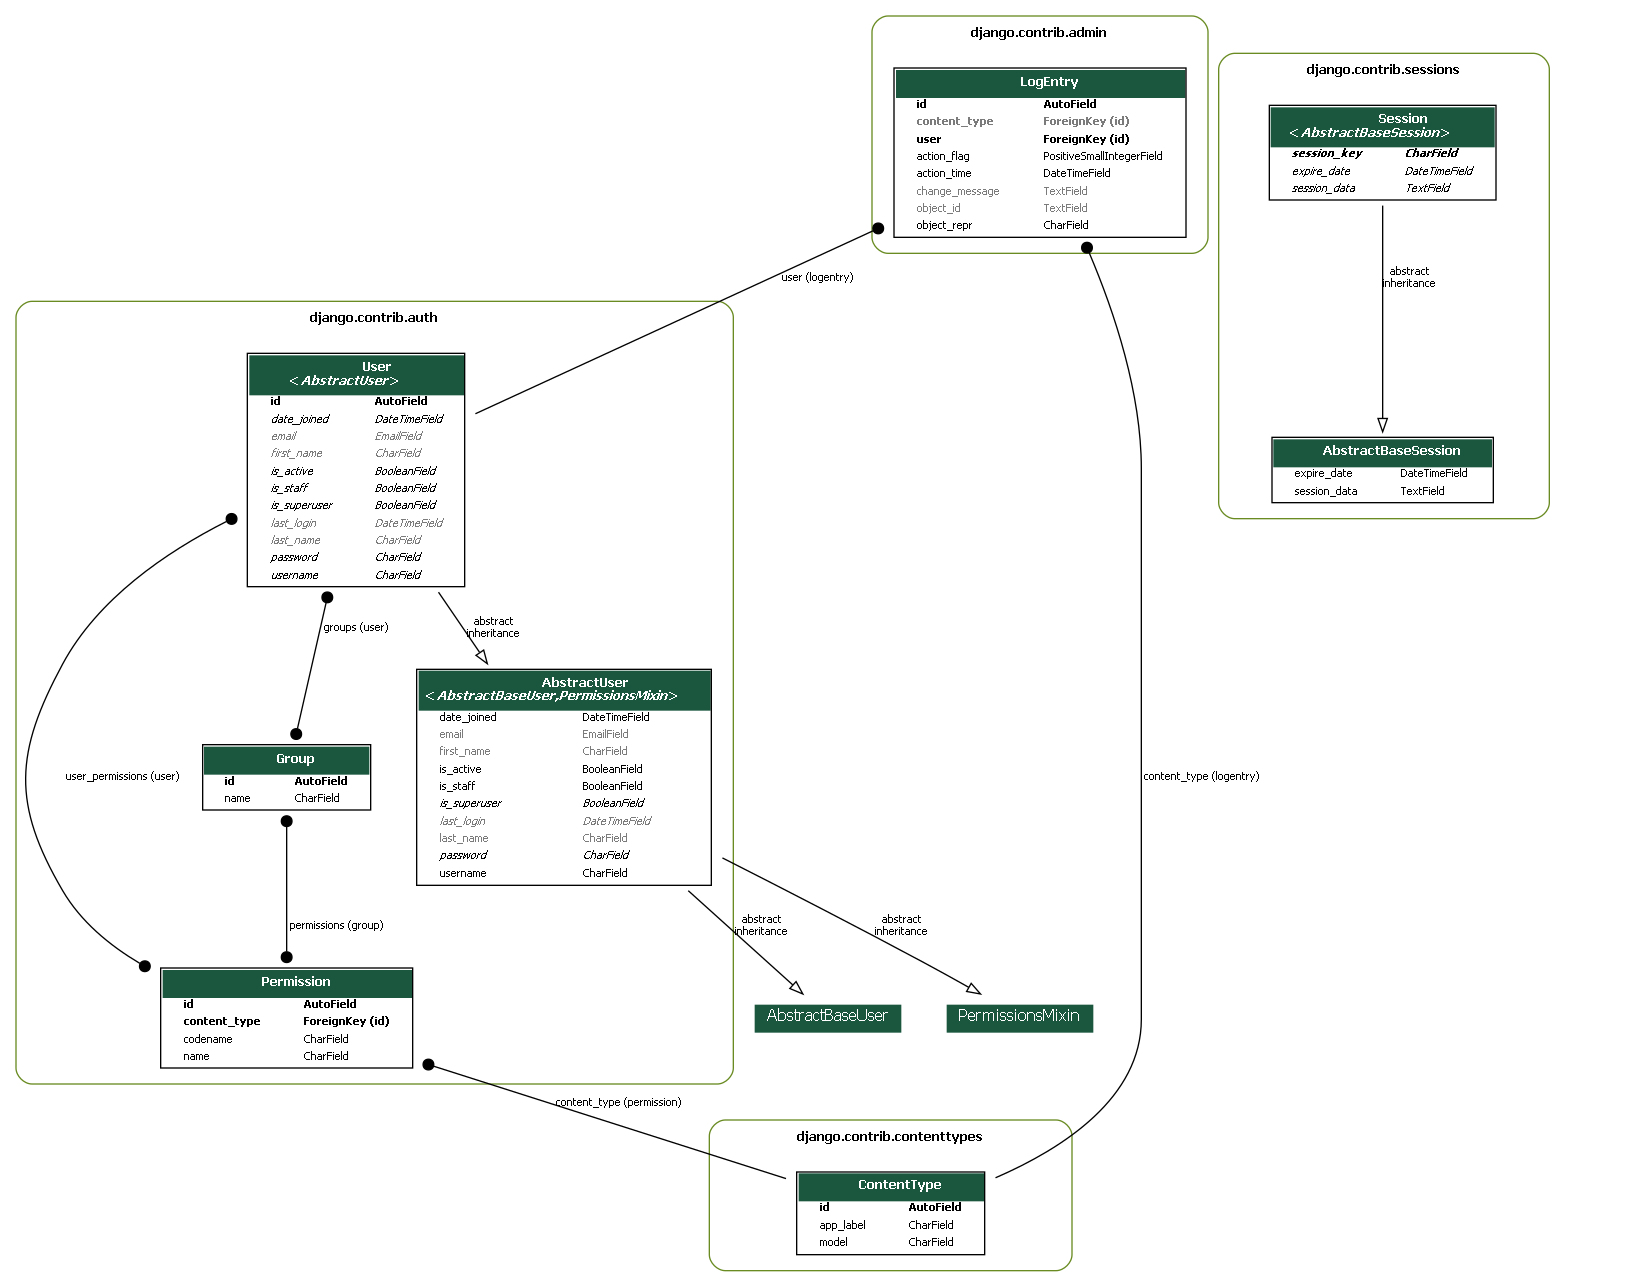 django.contrib.admin
LogEntry
id AutoField
content_type ForeignKey (id)
user ForeignKey (id)
action_flag PositiveSmallIntegerField
action_time DateTimeField
change_message TextField
object_id TextField
object_repr CharField
django.contrib.sessions
Session
<AbstractBaseSession>
session_key CharField
expire_date DateTimeField
session_data TextField
abstract
inheritance
AbstractBaseSession
expire_date DateTimeField
session_data TextField
user (logentry)
django.contrib.auth
User
<AbstractUser>
id AutoField
date_joined DateTimeField
email EmailField
first_name CharField
is_active BooleanField
is_staff BooleanField
is_superuser BooleanField
last_login DateTimeField
last_name CharField
password CharField
username CharField
groups (user)
abstract
inheritance
AbstractUser
<AbstractBaseUser,PermissionsMixin>
date_joined DateTimeField
email EmailField
first_name CharField
is_active BooleanField
is_staff BooleanField
is_superuser BooleanField
last_login DateTimeField
last_name CharField
password CharField
username CharField
Group
id AutoField
name CharField
user_permissions (user)
content_type (logentry)
permissions (group)
abstract
inheritance
abstract
inheritance
Permission
id AutoField
content_type ForeignKey (id)
codename CharField
name CharField
AbstractBaseUser
PermissionsMixin
content_type (permission)
django.contrib.contenttypes
ContentType
id AutoField
app_label CharField
model CharField